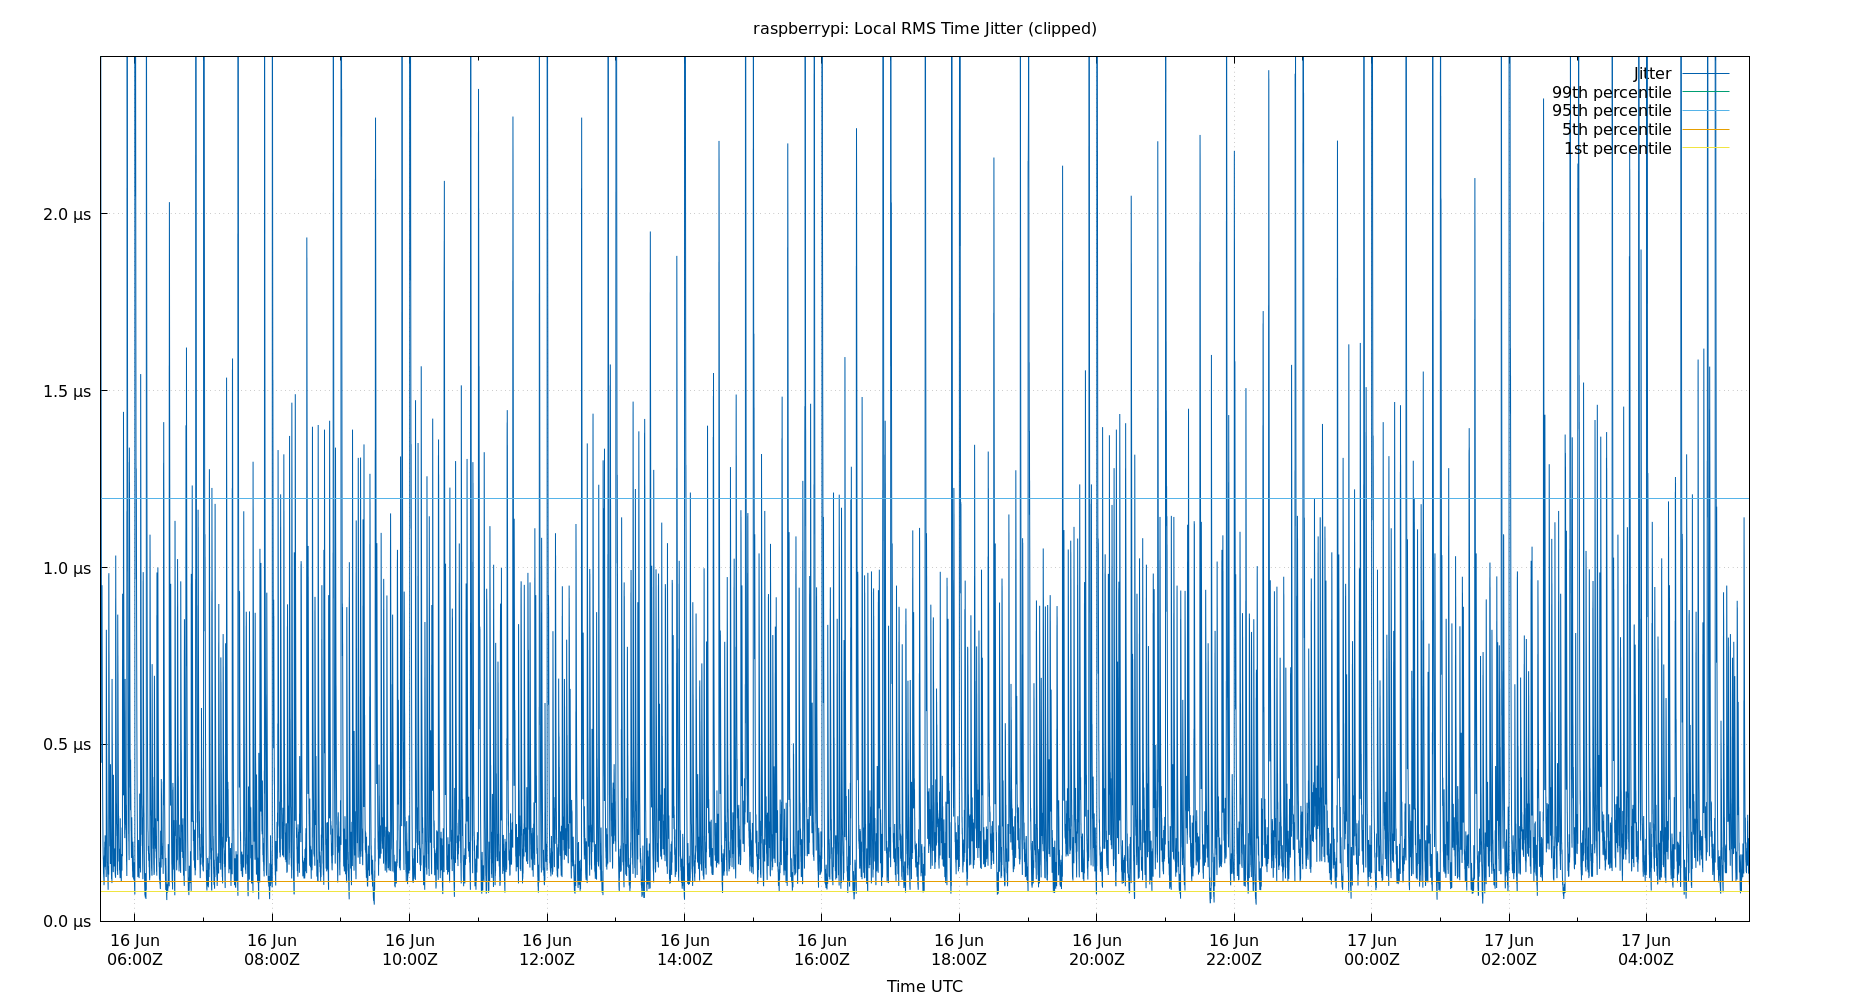 raspberrypi: Local RMS Time Jitter (clipped)
Jitter
99th percentile
95th percentile
5th percentile
1st percentile
2.0 µs
1.5 µs
1.0 µs
0.5 µs
0.0 µs
16 Jun 16 Jun 16 Jun 16 Jun 16 Jun 16 Jun 16 Jun 16 Jun 16 Jun 17 Jun 17 Jun 17 Jun
06:00Z 08:00Z 10:00Z 12:00Z 14:00Z 16:00Z 18:00Z 20:00Z 22:00Z 00:00Z 02:00Z 04:00Z
Time UTC